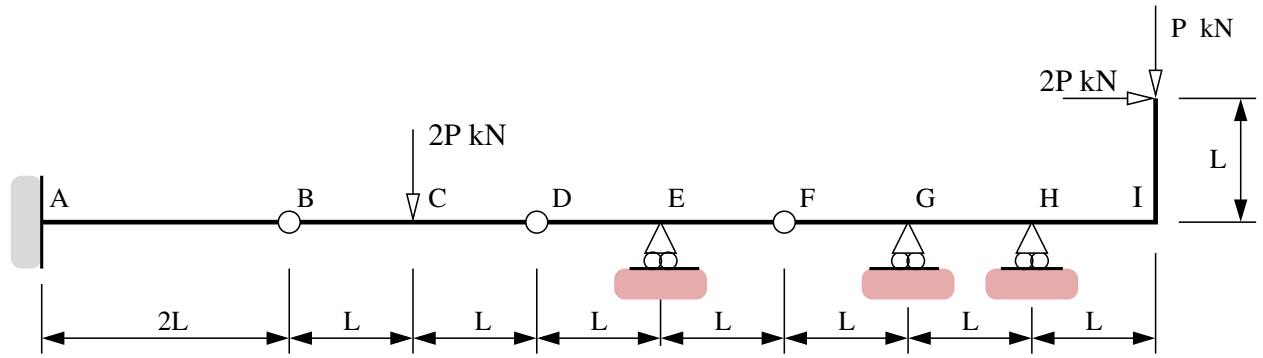 P kN
2P kN
2P kN
L
A B C D E F G H I
2L L L L L L L L